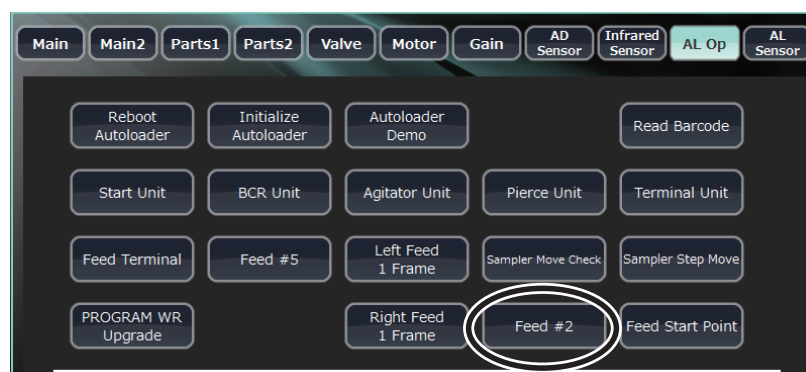 Main Main2 Parts1 Parts2 Valve Motor Gain AD Sensor Infrared Sensor AL Op AL Sensor
Reboot Autoloader
Initialize Autoloader
Autoloader Demo
Read Barcode
Start Unit
BCR Unit
Agitator Unit
Pierce Unit
Terminal Unit
Feed Terminal
Feed #5
Left Feed 1 Frame
Sampler Move Check
Sampler Step Move
PROGRAM WR Upgrade
Right Feed 1 Frame
Feed #2
Feed Start Point